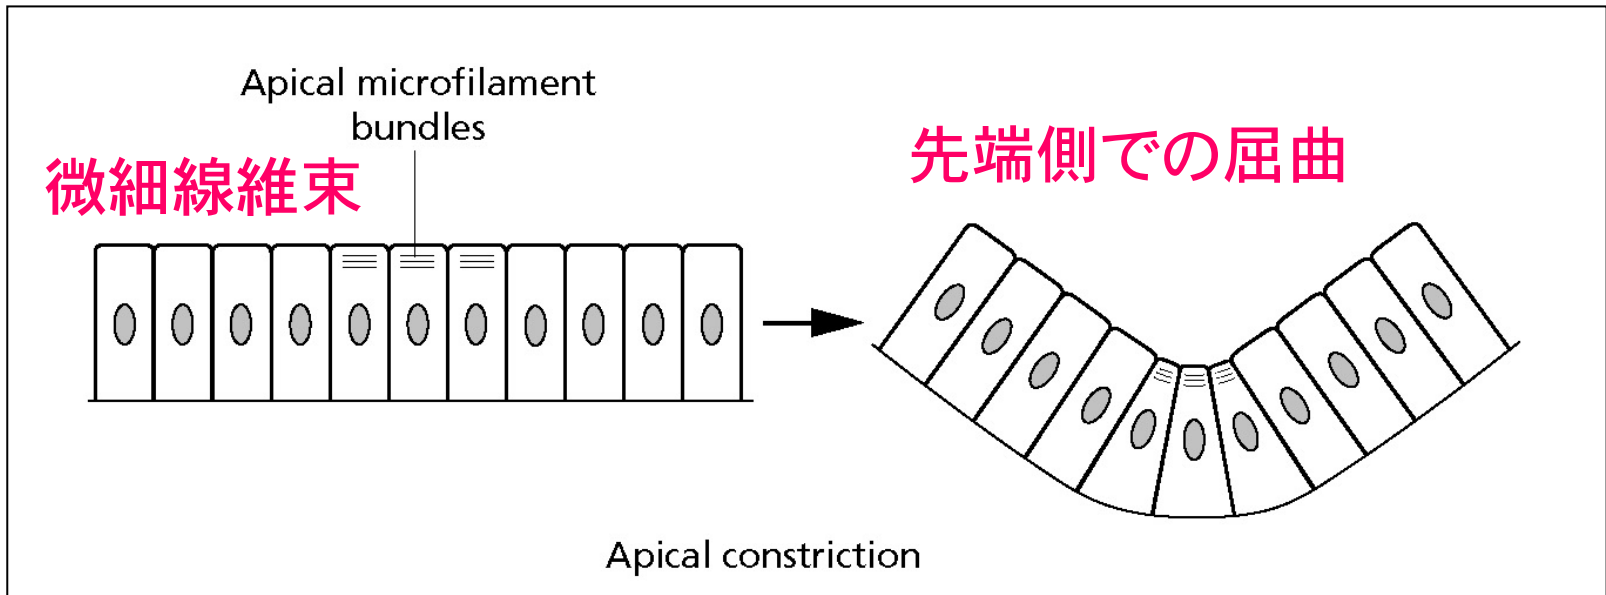 Apical microfilament
bundles
微細線維束
先端側での屈曲
Apical constriction